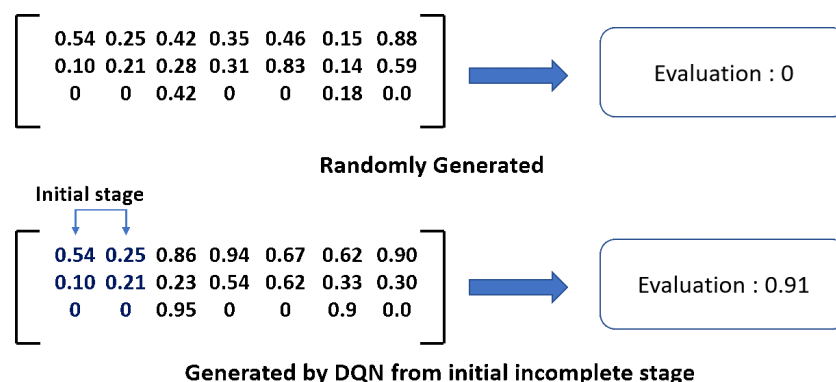 0.54 0.25 0.42 0.35 0.46 0.15 0.88
0.10 0.21 0.28 0.31 0.83 0.14 0.59
0 0 0.42 0 0 0.18 0.0
Evaluation : 0
Randomly Generated
Initial stage
0.54 0.25 0.86 0.94 0.67 0.62 0.90
0.10 0.21 0.23 0.54 0.62 0.33 0.30
0 0 0.95 0 0 0.9 0.0
Evaluation : 0.91
Generated by DQN from initial incomplete stage